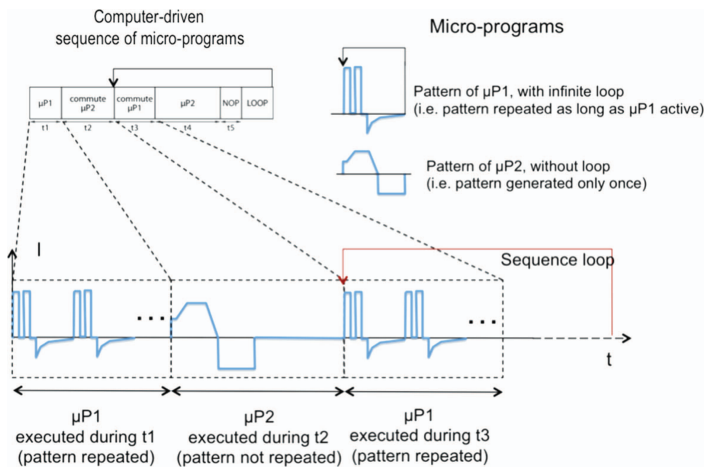 Computer-driven
sequence of micro-programs
Micro-programs
µP1
commute
µP2
commute
µP1
µP2
NOP
LOOP
t1
t2
t3
t4
t5
Pattern of µP1, with infinite loop
(i.e. pattern repeated as long as µP1 active)
Pattern of µP2, without loop
(i.e. pattern generated only once)
I
Sequence loop
...
...
t
µP1
executed during t1
(pattern repeated)
µP2
executed during t2
(pattern not repeated)
µP1
executed during t3
(pattern repeated)